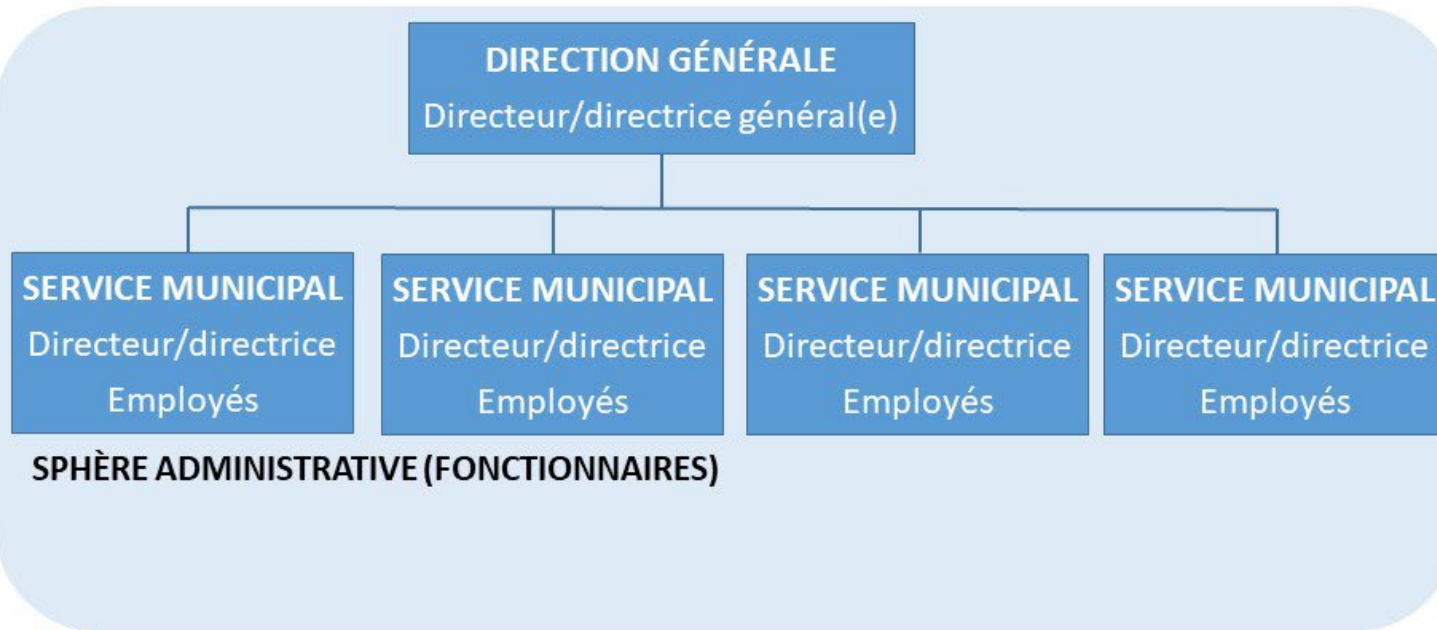 DIRECTION GÉNÉRALE
Directeur/directrice général(e)
SERVICE MUNICIPAL
Directeur/directrice
Employés
SERVICE MUNICIPAL
Directeur/directrice
Employés
SERVICE MUNICIPAL
Directeur/directrice
Employés
SERVICE MUNICIPAL
Directeur/directrice
Employés
SPHÈRE ADMINISTRATIVE (FONCTIONNAIRES)